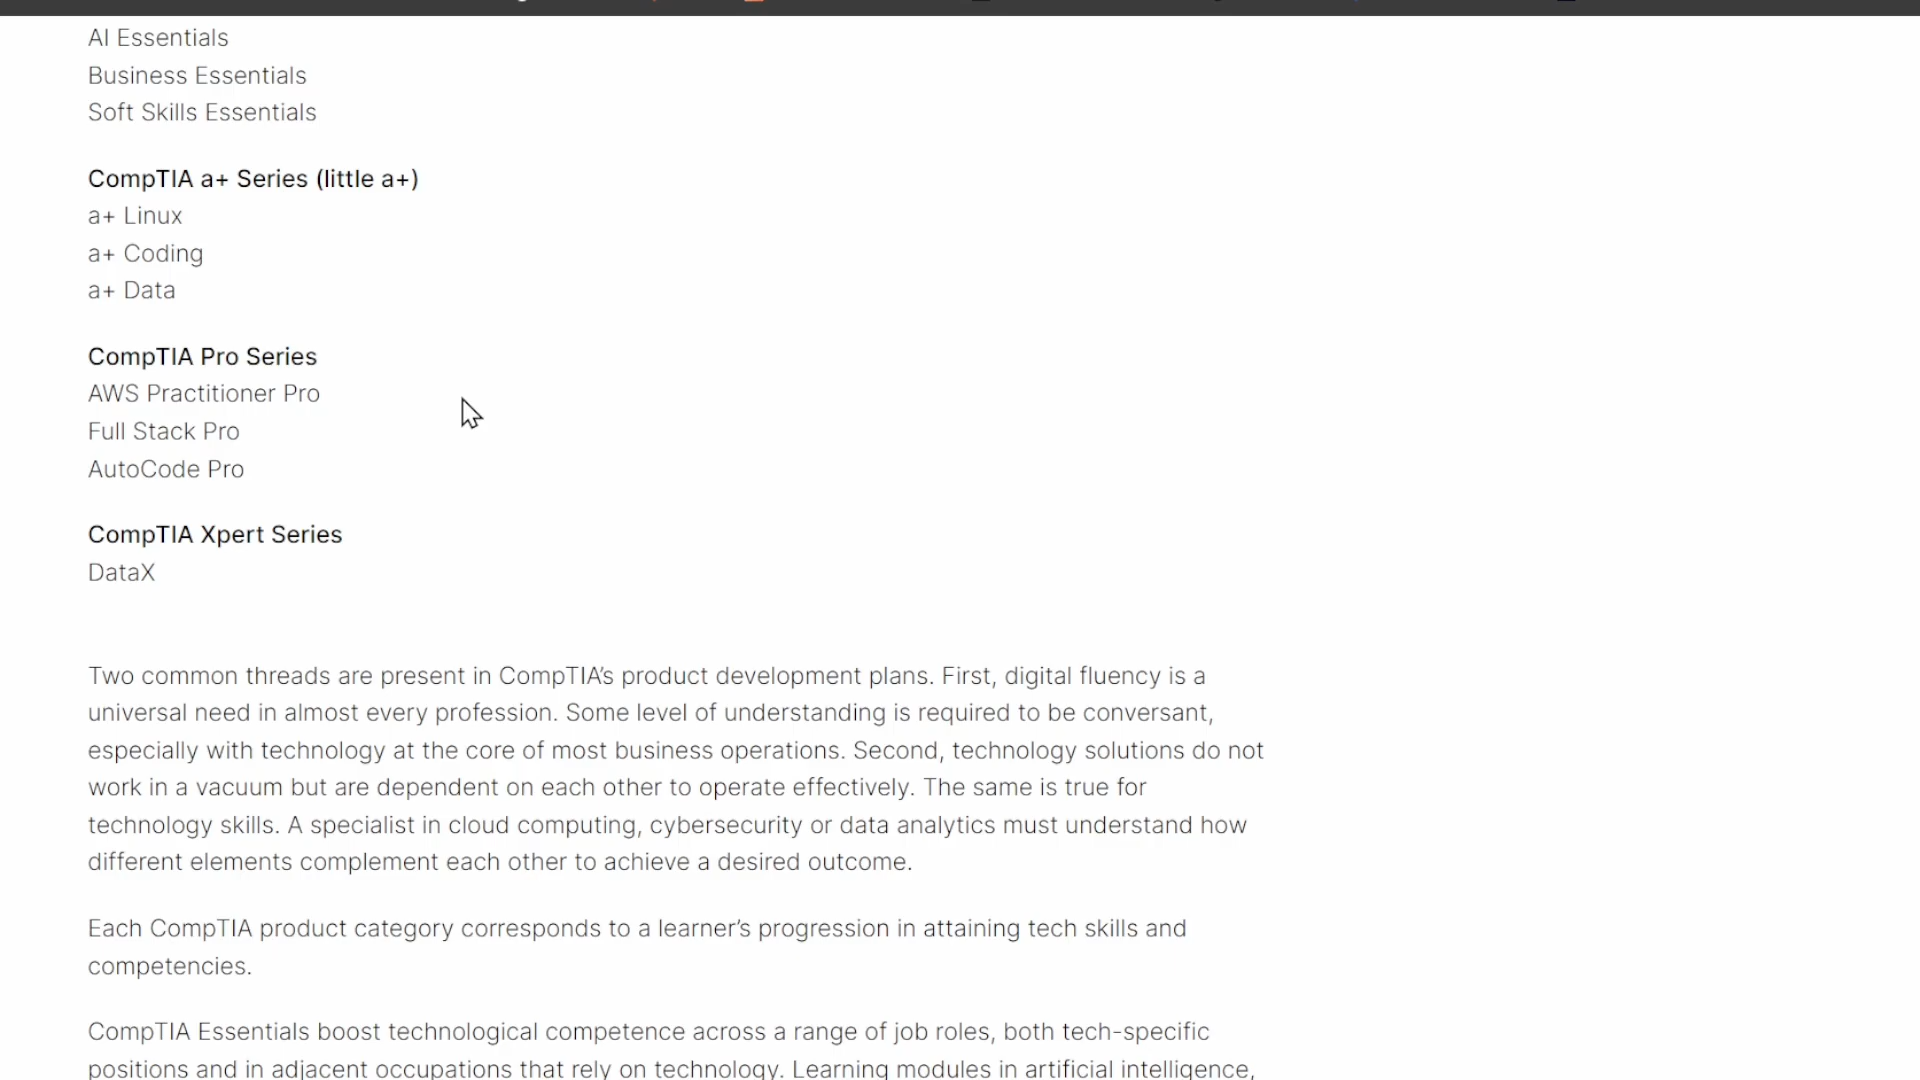 AI Essentials
Business Essentials
Soft Skills Essentials
CompTIA a+ Series (little a+)
a+ Linux
a+ Coding
a+ Data
CompTIA Pro Series
AWS Practitioner Pro
Full Stack Pro
AutoCode Pro
CompTIA Xpert Series
DataX
Two common threads are present in CompTIA’s product development plans. First, digital fluency is a
universal need in almost every profession. Some level of understanding is required to be conversant,
especially with technology at the core of most business operations. Second, technology solutions do not
work in a vacuum but are dependent on each other to operate effectively. The same is true for
technology skills. A specialist in cloud computing, cybersecurity or data analytics must understand how
different elements complement each other to achieve a desired outcome.
Each CompTIA product category corresponds to a learner’s progression in attaining tech skills and
competencies.
CompTIA Essentials boost technological competence across a range of job roles, both tech-specific
positions and in adjacent occupations that rely on technology. Learning modules in artificial intelligence,